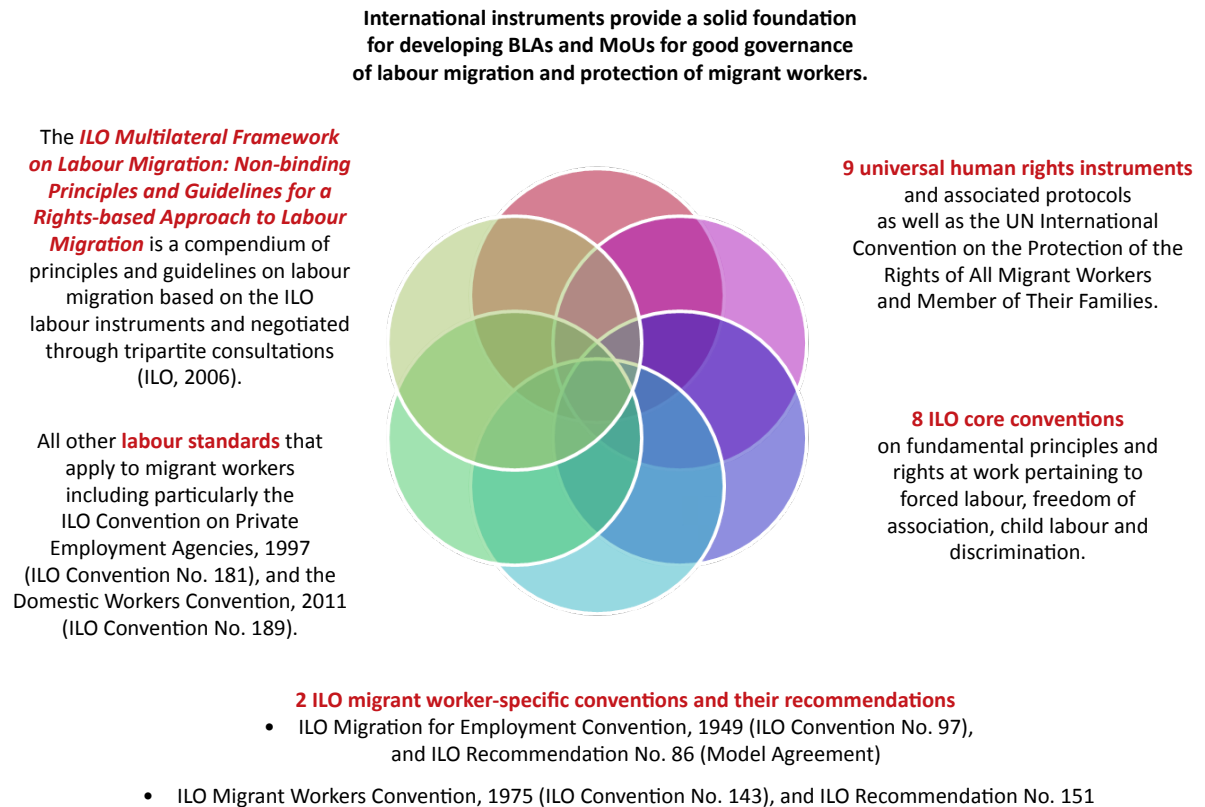 International instruments provide a solid foundation
for developing BLAs and MoUs for good governance
of labour migration and protection of migrant workers.
The ILO Multilateral Framework
on Labour Migration: Non-binding
Principles and Guidelines for a
Rights-based Approach to Labour
Migration is a compendium of
principles and guidelines on labour
migration based on the ILO
labour instruments and negotiated
through tripartite consultations
(ILO, 2006).
All other labour standards that
apply to migrant workers
including particularly the
ILO Convention on Private
Employment Agencies, 1997
(ILO Convention No. 181), and the
Domestic Workers Convention, 2011
(ILO Convention No. 189).
9 universal human rights instruments
and associated protocols
as well as the UN International
Convention on the Protection of the
Rights of All Migrant Workers
and Member of Their Families.
8 ILO core conventions
on fundamental principles and
rights at work pertaining to
forced labour, freedom of
association, child labour and
discrimination.
2 ILO migrant worker-specific conventions and their recommendations
• ILO Migration for Employment Convention, 1949 (ILO Convention No. 97),
and ILO Recommendation No. 86 (Model Agreement)
• ILO Migrant Workers Convention, 1975 (ILO Convention No. 143), and ILO Recommendation No. 151